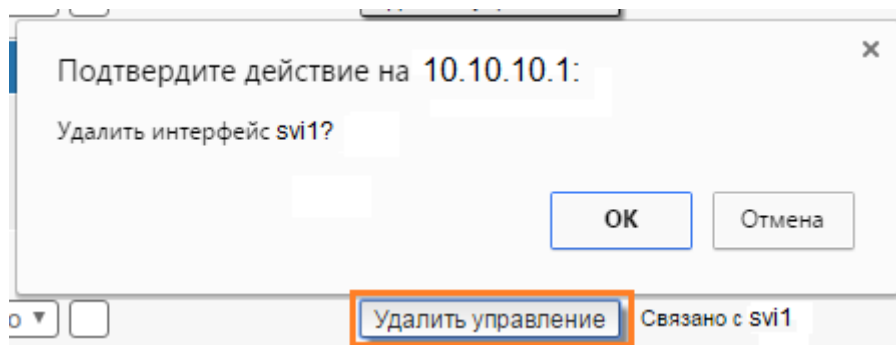 ×
Подтвердите действие на 10.10.10.1:
Удалить интерфейс svi1?
OK
Отмена
о ▼
Удалить управление
Связано с svi1